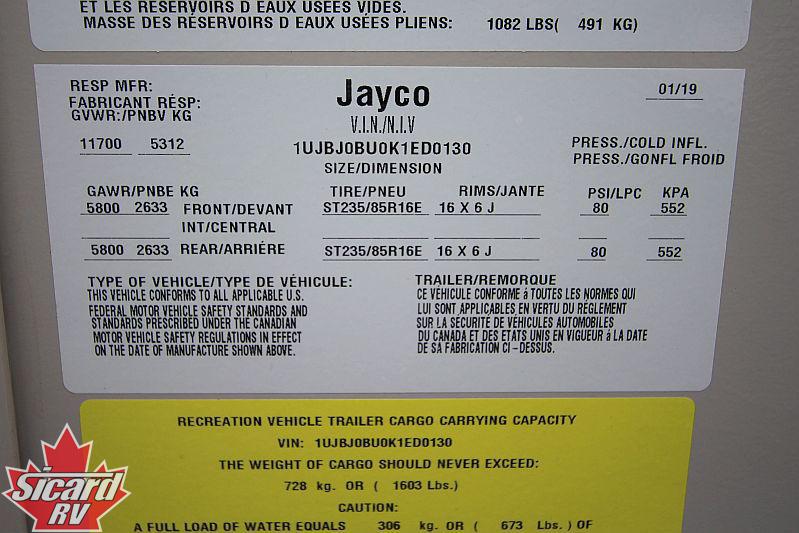 ET LES RÉSERVOIRS D EAUX USÉES VIDES.
MASSE DES RÉSERVOIRS D EAUX USÉES PLIENS: 1082 LBS( 491 KG)
RESP MFR:
FABRICANT RÉSP:
GVWR:/PNBV KG
11700 5312
Jayco
V.I.N./N.I.V
1UJBJ0BU0K1ED0130
SIZE/DIMENSION
01/19
PRESS./COLD INFL.
PRESS./GONFL FROID
GAWR/PNBE KG TIRE/PNEU RIMS/JANTE PSI/LPC KPA
5800 2633 FRONT/DEVANT ST235/85R16E 16 X 6 J 80 552
INT/CENTRAL
5800 2633 REAR/ARRIÉRE ST235/85R16E 16 X 6 J 80 552
TYPE OF VEHICLE/TYPE DE VÉHICULE: TRAILER/REMORQUE
THIS VEHICLE CONFORMS TO ALL APPLICABLE U.S.
FEDERAL MOTOR VEHICLE SAFETY STANDARDS AND
STANDARDS PRESCRIBED UNDER THE CANADIAN
MOTOR VEHICLE SAFETY REGULATIONS IN EFFECT
ON THE DATE OF MANUFACTURE SHOWN ABOVE.
CE VÉHICULE CONFORME á TOUTES LES NORMES QUI
LUI SONT APPLICABLES EN VERTU DU RÉGLEMENT
SUR LA SÉCURITÉ DE VÉHICULES AUTOMOBILES
DU CANADA ET DES ÉTATS UNIS EN VIGUEUR á LA DATE
DE SA FABRICATION CI-DESSUS.
RECREATION VEHICLE TRAILER CARGO CARRYING CAPACITY
VIN: 1UJBJ0BU0K1ED0130
THE WEIGHT OF CARGO SHOULD NEVER EXCEED:
728 kg. OR ( 1603 Lbs.)
CAUTION:
A FULL LOAD OF WATER EQUALS 306 kg. OR ( 673 Lbs. ) OF
Sicard
RV